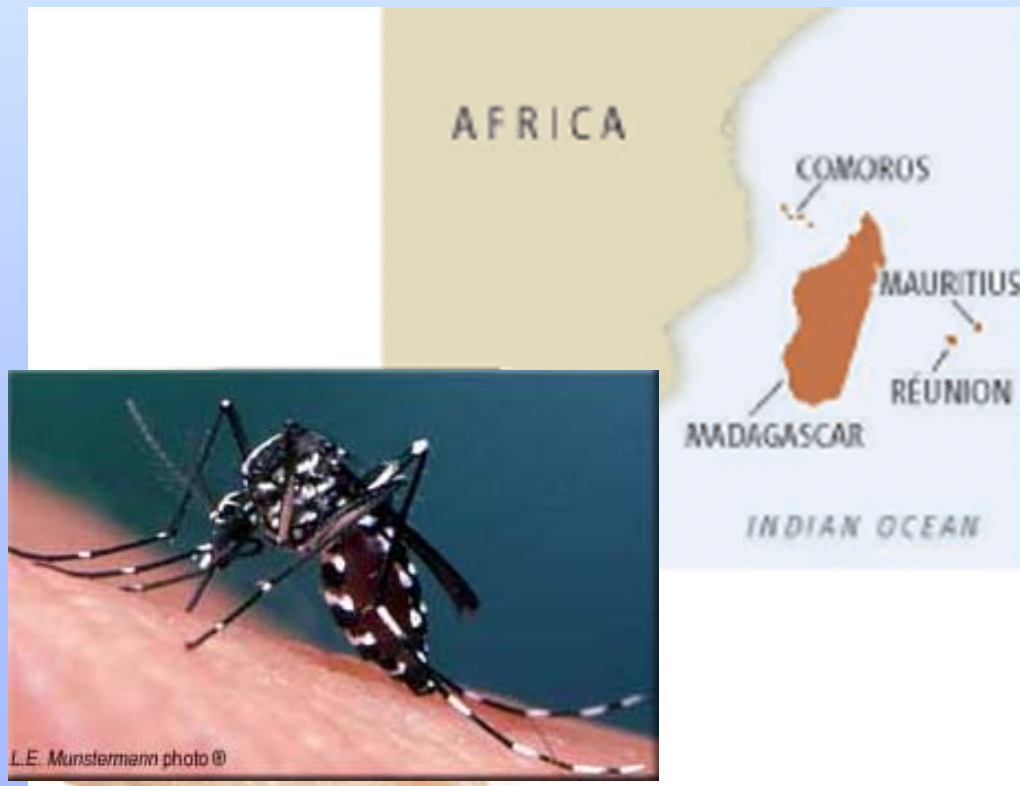 AFRICA
COMOROS
MAURITIUS
RÉUNION
MADAGASCAR
INDIAN OCEAN
L.E. Munstermann photo ®